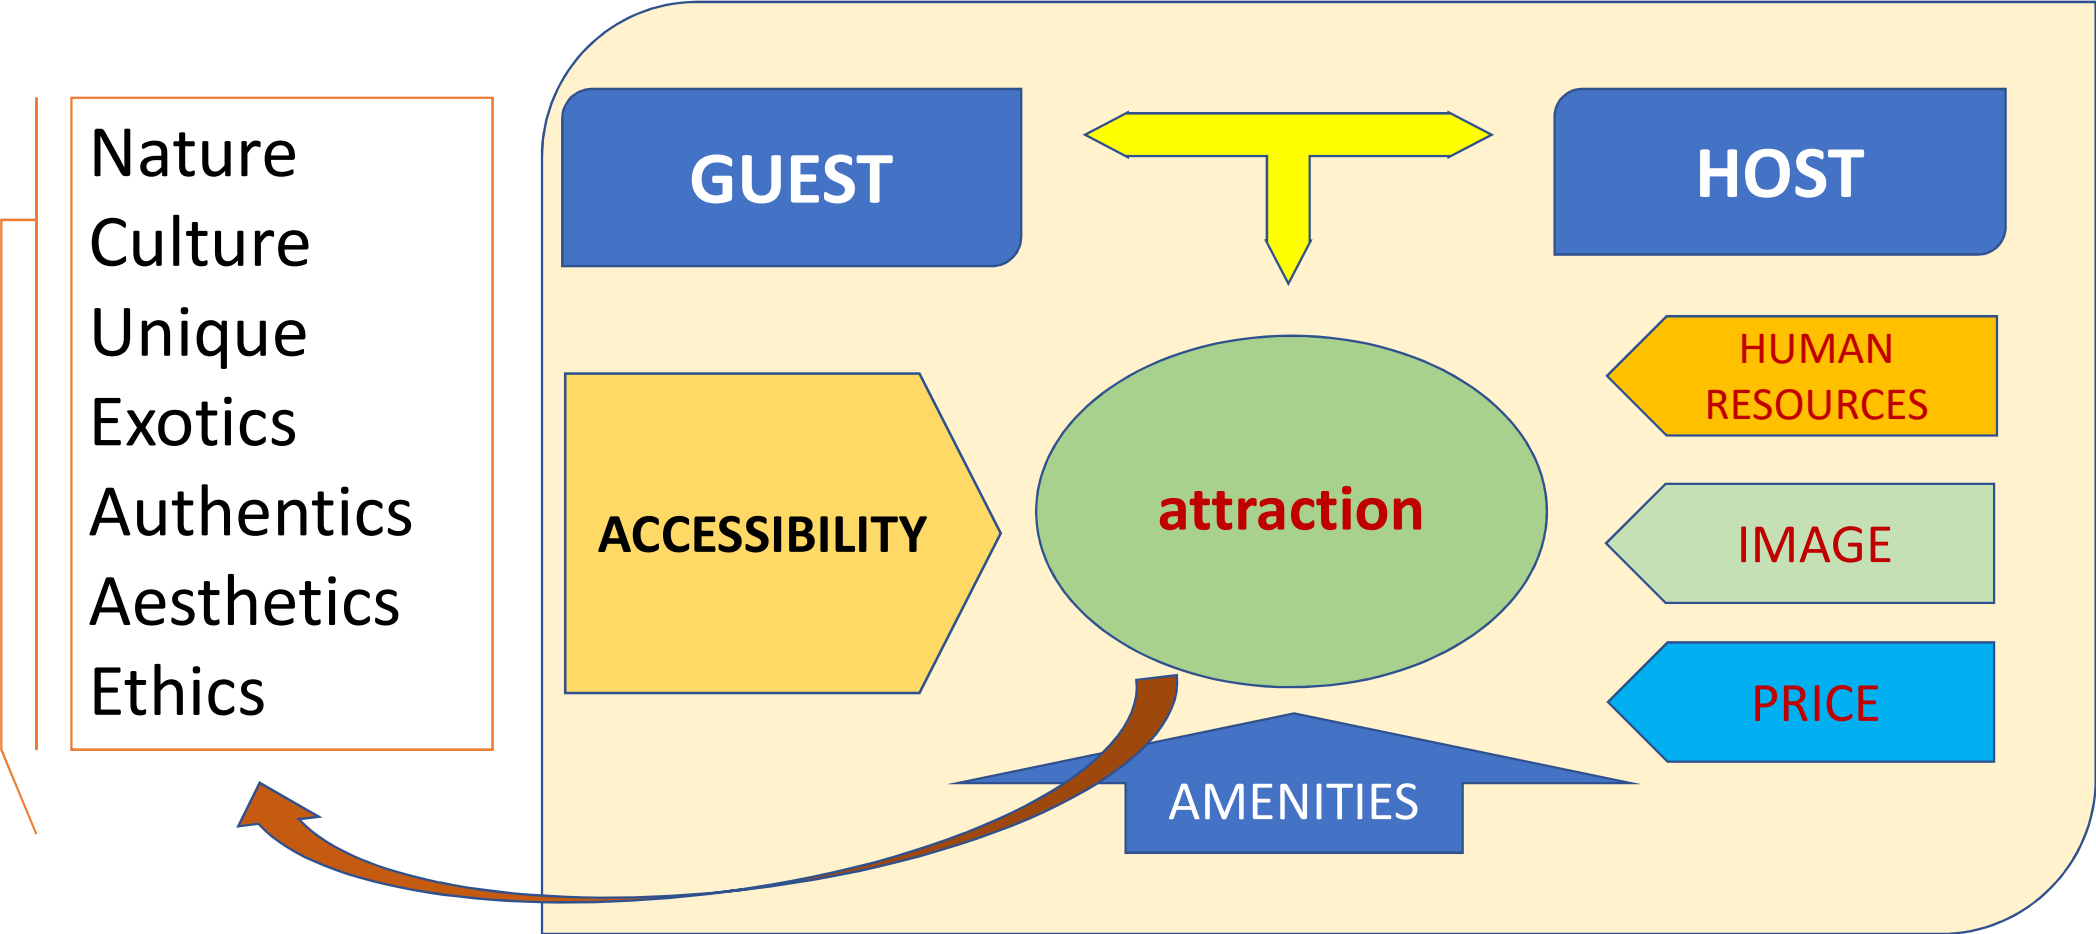 Nature
Culture
Unique
Exotics
Authentics
Aesthetics
Ethics
GUEST
HOST
ACCESSIBILITY
attraction
HUMAN
RESOURCES
IMAGE
PRICE
AMENITIES